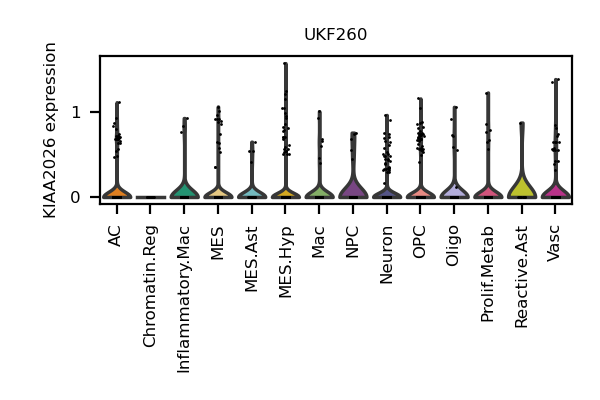 UKF260
KIAA2026 expression
1
0
AC
Chromatin.Reg
Inflammatory.Mac
MES
MES.Ast
MES.Hyp
Mac
NPC
Neuron
OPC
Oligo
Prolif.Metab
Reactive.Ast
Vasc